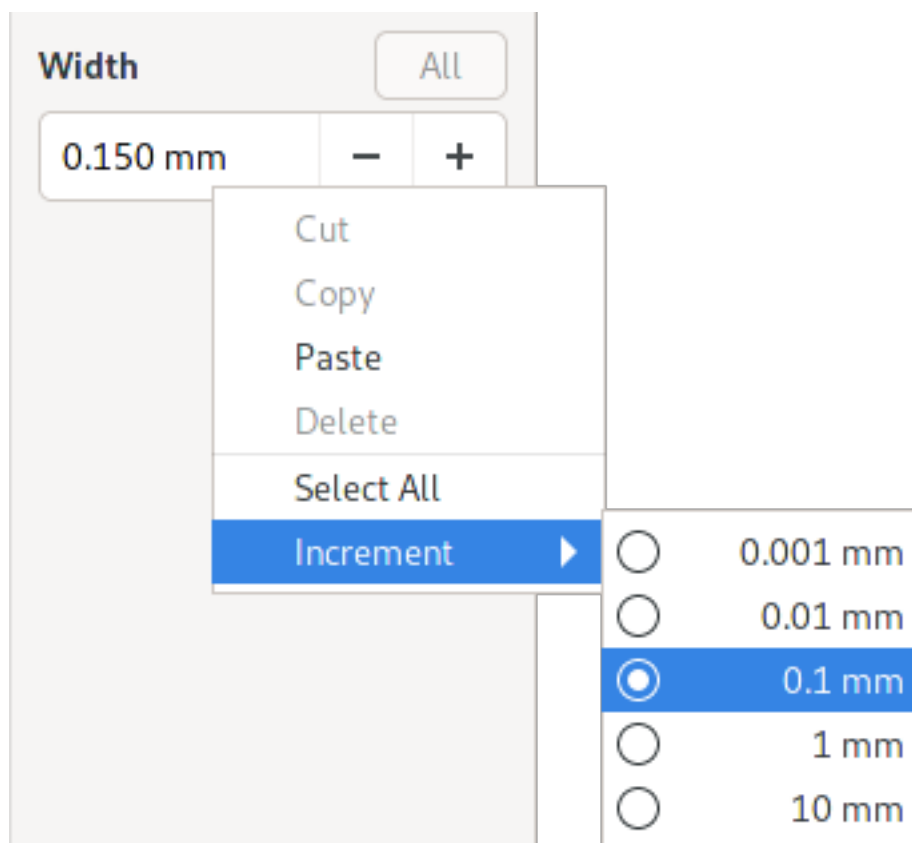 Width All
0.150 mm − +
Cut
Copy
Paste
Delete
Select All
Increment
0.001 mm
0.01 mm
0.1 mm
1 mm
10 mm